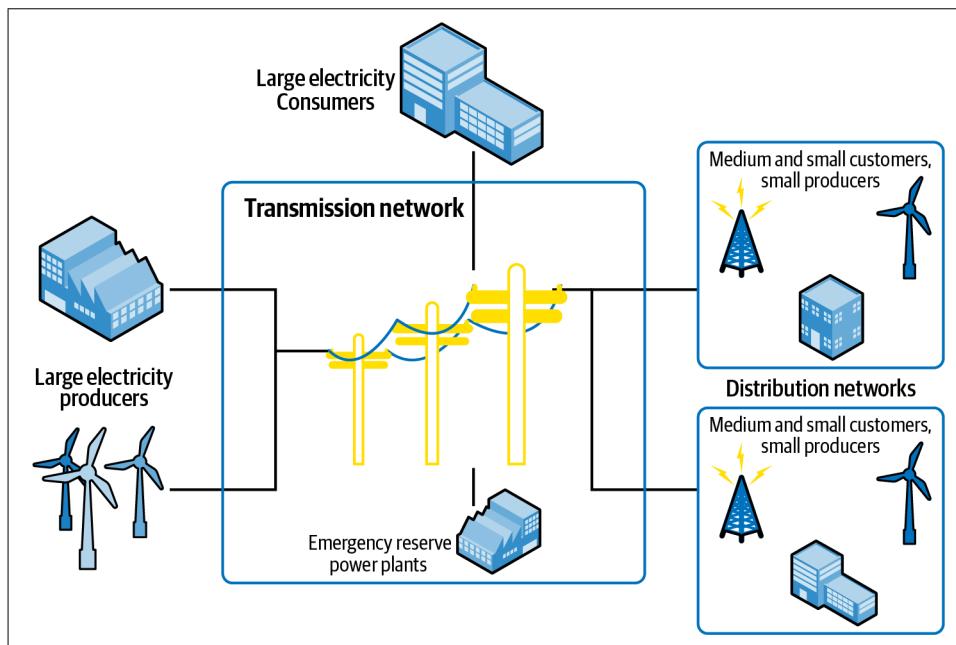 Large electricity
Consumers
Transmission network
Large electricity
producers
Emergency reserve
power plants
Medium and small customers,
small producers
Distribution networks
Medium and small customers,
small producers